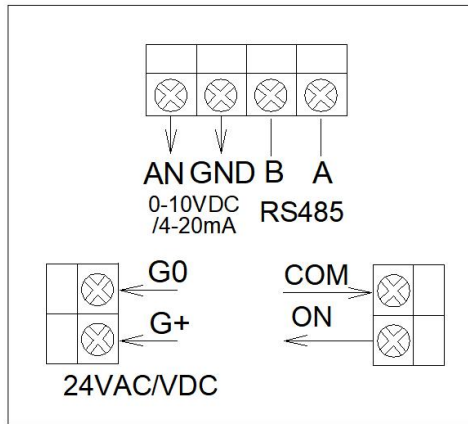 AN GND B A
0-10VDC
/4-20mA
RS485
G0
G+
24VAC/VDC
COM
ON